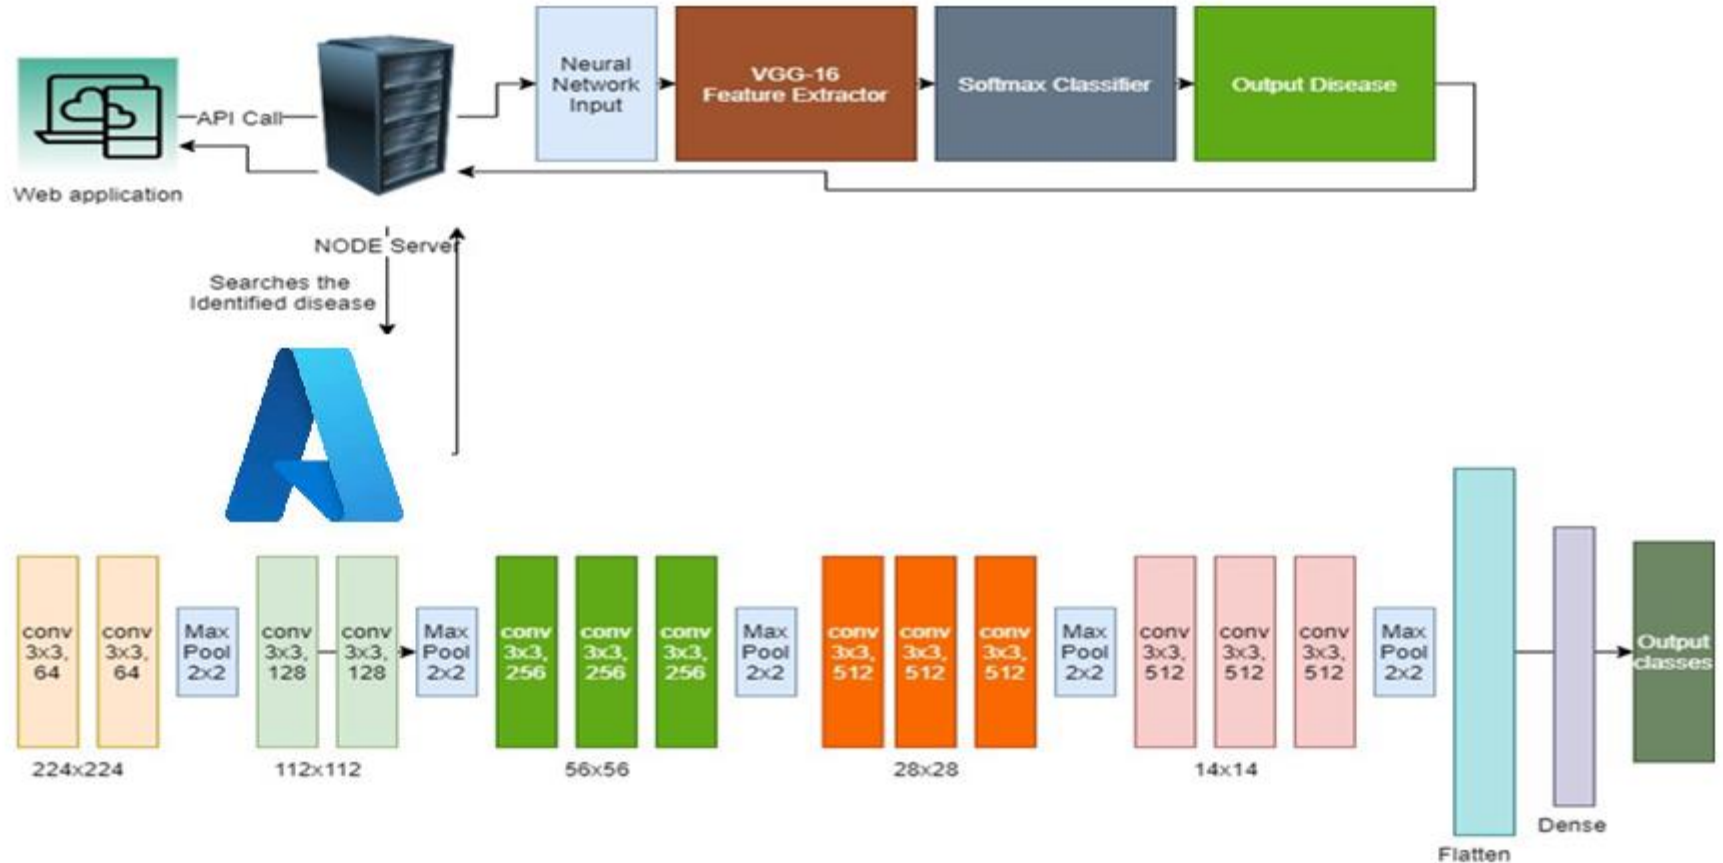 Neural
Network
Input
VGG-16
Feature Extractor
Softmax Classifier
Output Disease
API Call
Web application
NODE Server
Searches the
Identified disease
conv
3x3,
64
conv
3x3,
64
Max
Pool
2x2
conv
3x3,
128
conv
3x3,
128
Max
Pool
2x2
conv
3x3,
256
conv
3x3,
256
conv
3x3,
256
Max
Pool
2x2
conv
3x3,
512
conv
3x3,
512
conv
3x3,
512
Max
Pool
2x2
conv
3x3,
512
conv
3x3,
512
conv
3x3,
512
Max
Pool
2x2
Output
classes
224x224
112x112
56x56
28x28
14x14
Dense
Flatten